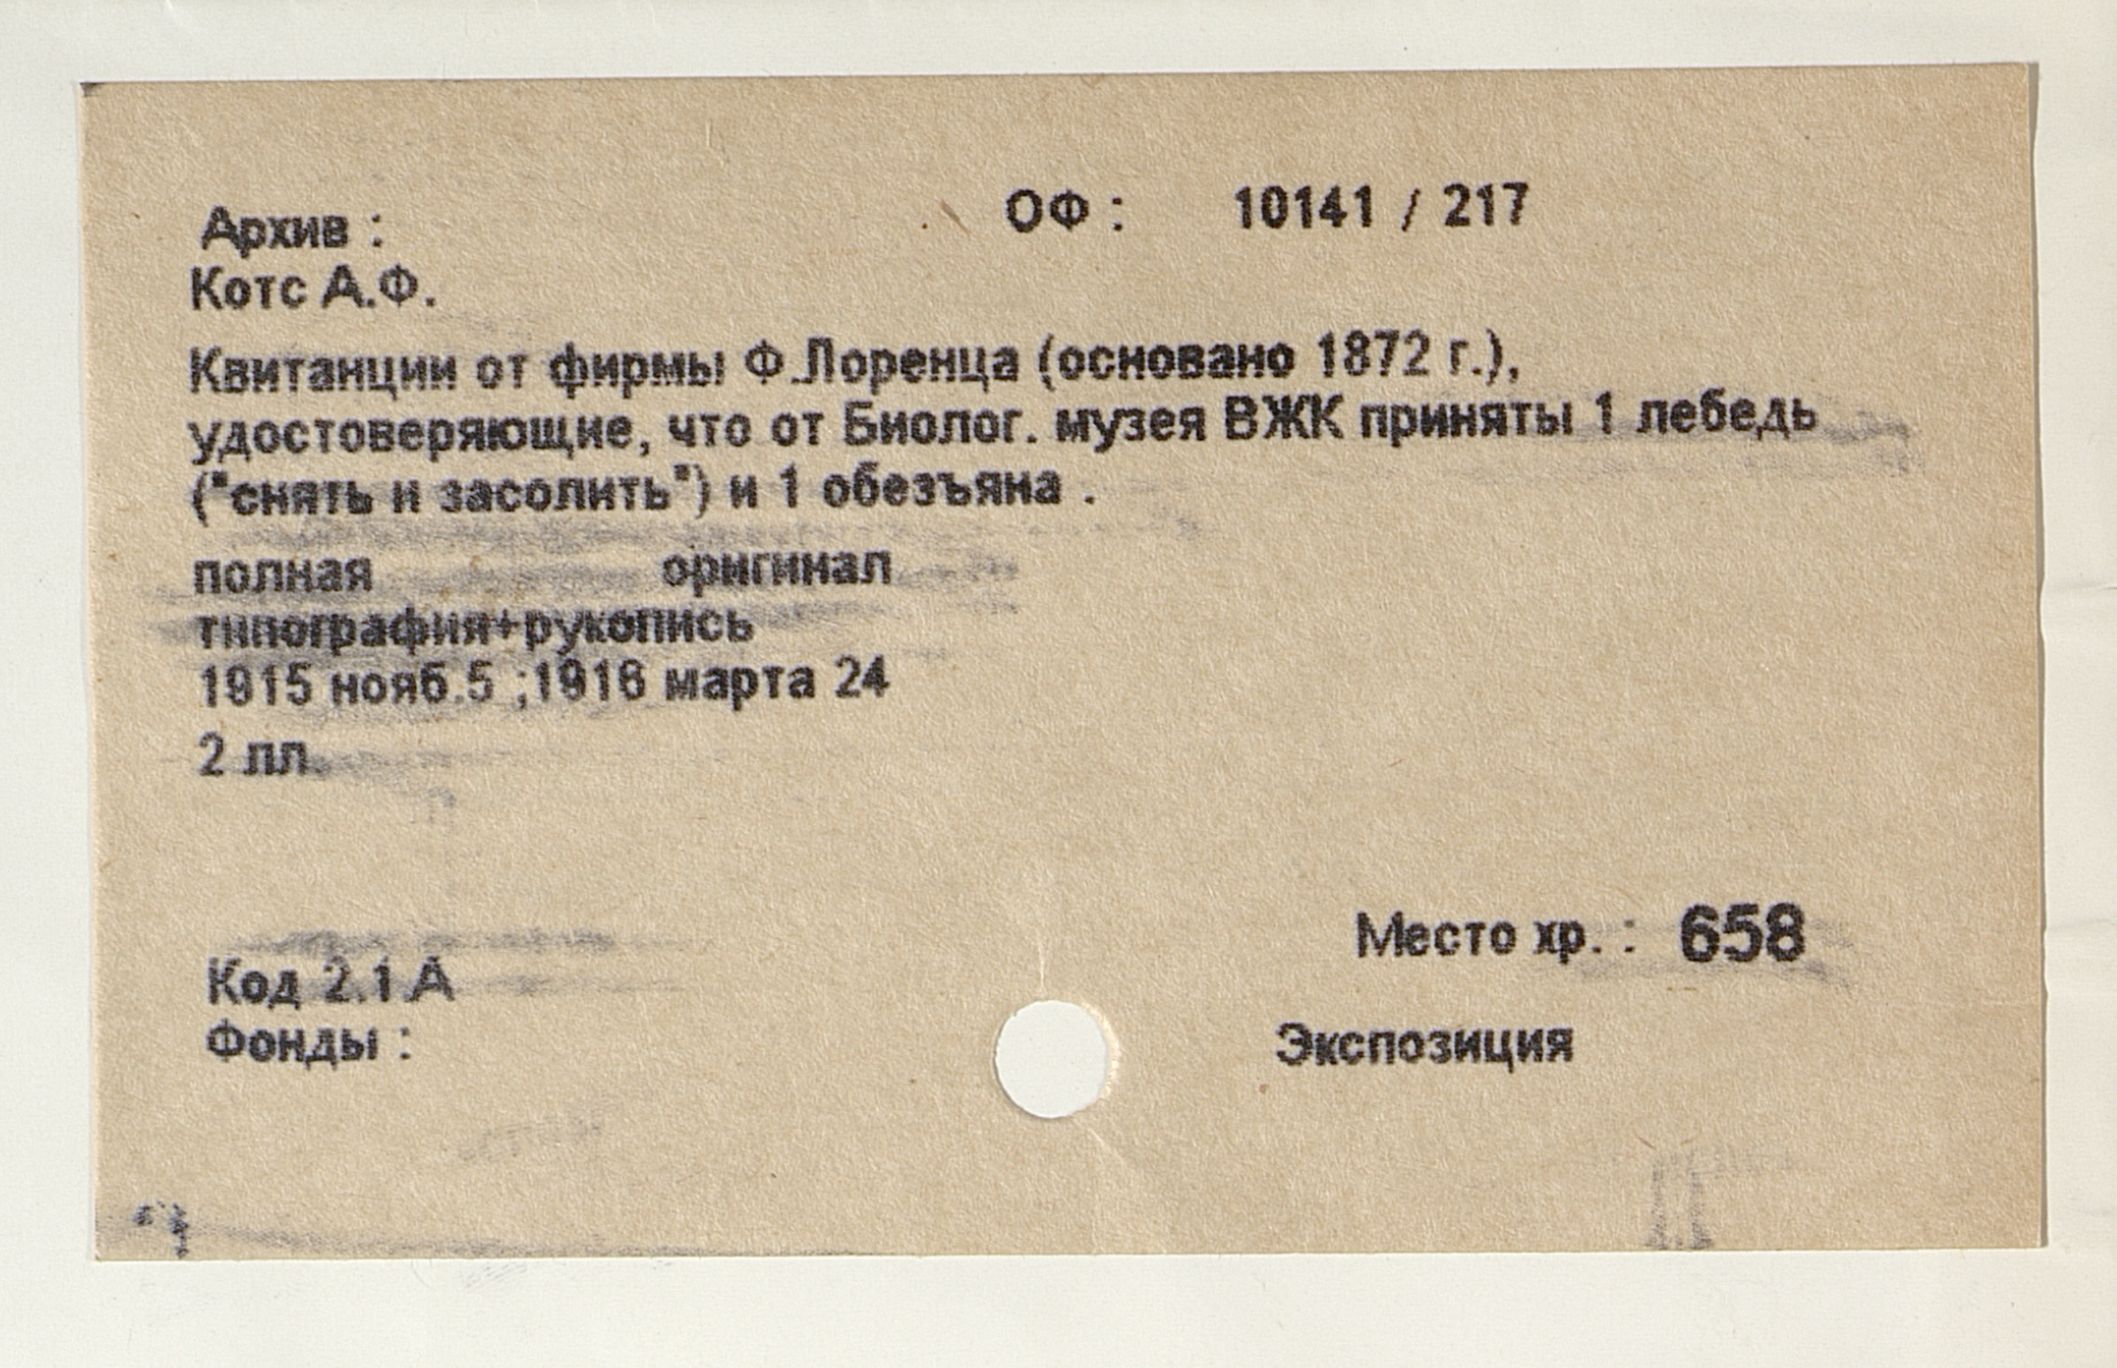 Архив :
ОФ : 10141 / 217
Котс А.Ф.
Квитанции от фирмы Ф.Лоренца (основано 1872 г.),
удостоверяющие, что от Биолог. музея ВЖК приняты 1 лебедь
("снять и засолить") и 1 обезъяна .
полная оригинал
типография+рукопись
1915 нояб.5 ;1916 марта 24
2 лл.
Место хр. : 658
Код 2.1.А
Фонды :
Экспозиция